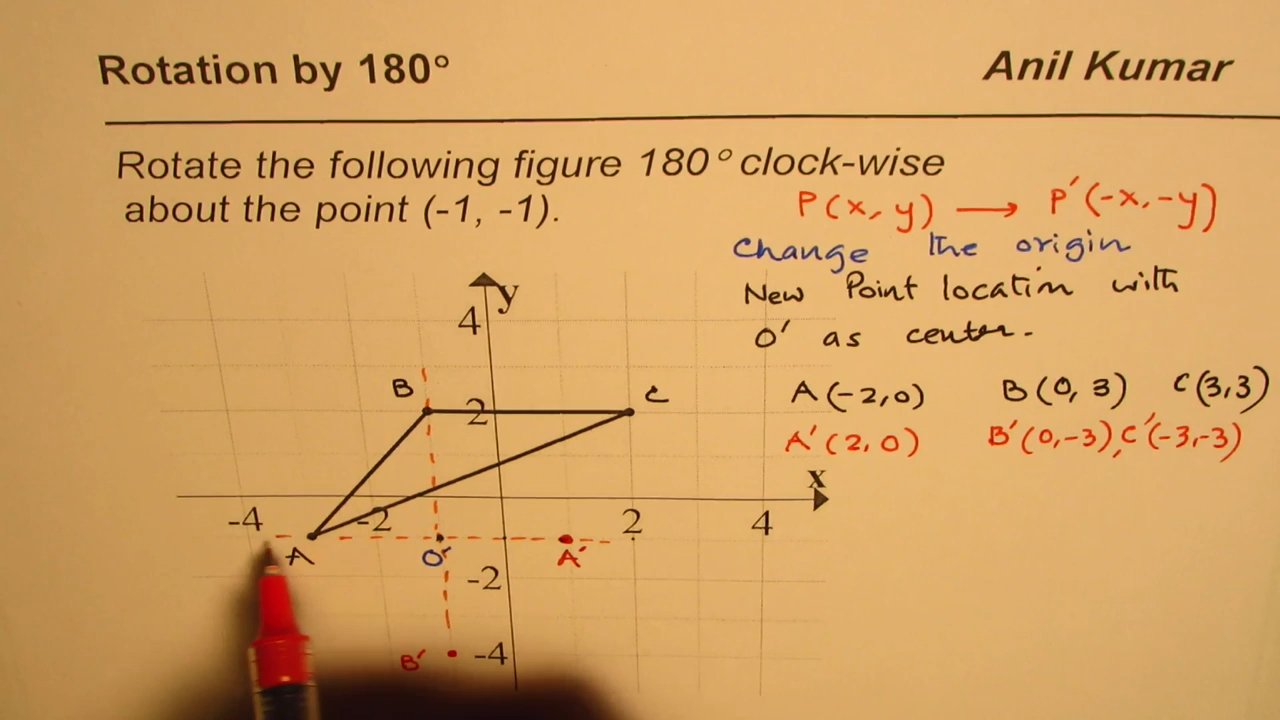 Rotation by 180° Anil Kumar
Rotate the following figure 180° clock-wise
about the point (-1, -1).
P(x, y) → P′(-x, -y)
Change the origin
New Point location with
O′ as center.
A(-2,0) B(0, 3) C(3,3)
A′(2, 0) B′(0,-3), C′(-3,-3)
y
4
B C
2
x
-4 -2 2 4
A O′ A′
-2
B′ -4